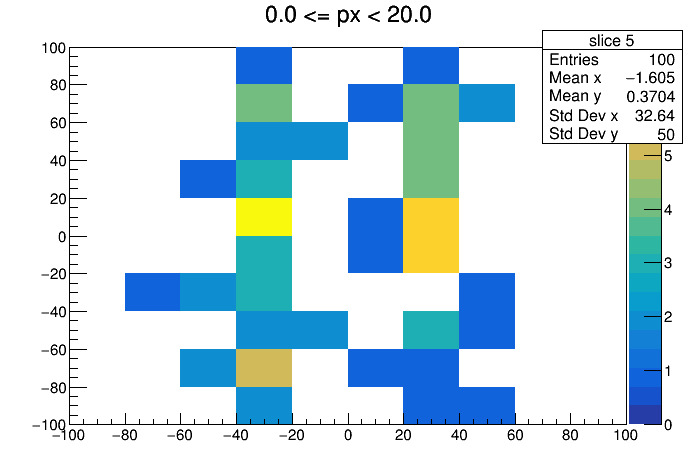 0.0 <= px < 20.0
slice 5
Entries 100
Mean x −1.605
Mean y 0.3704
Std Dev x 32.64
Std Dev y 50
100
80
60
40
20
0
−20
−40
−60
−80
−100
−100 −80 −60 −40 −20 0 20 40 60 80 100
5
4
3
2
1
0